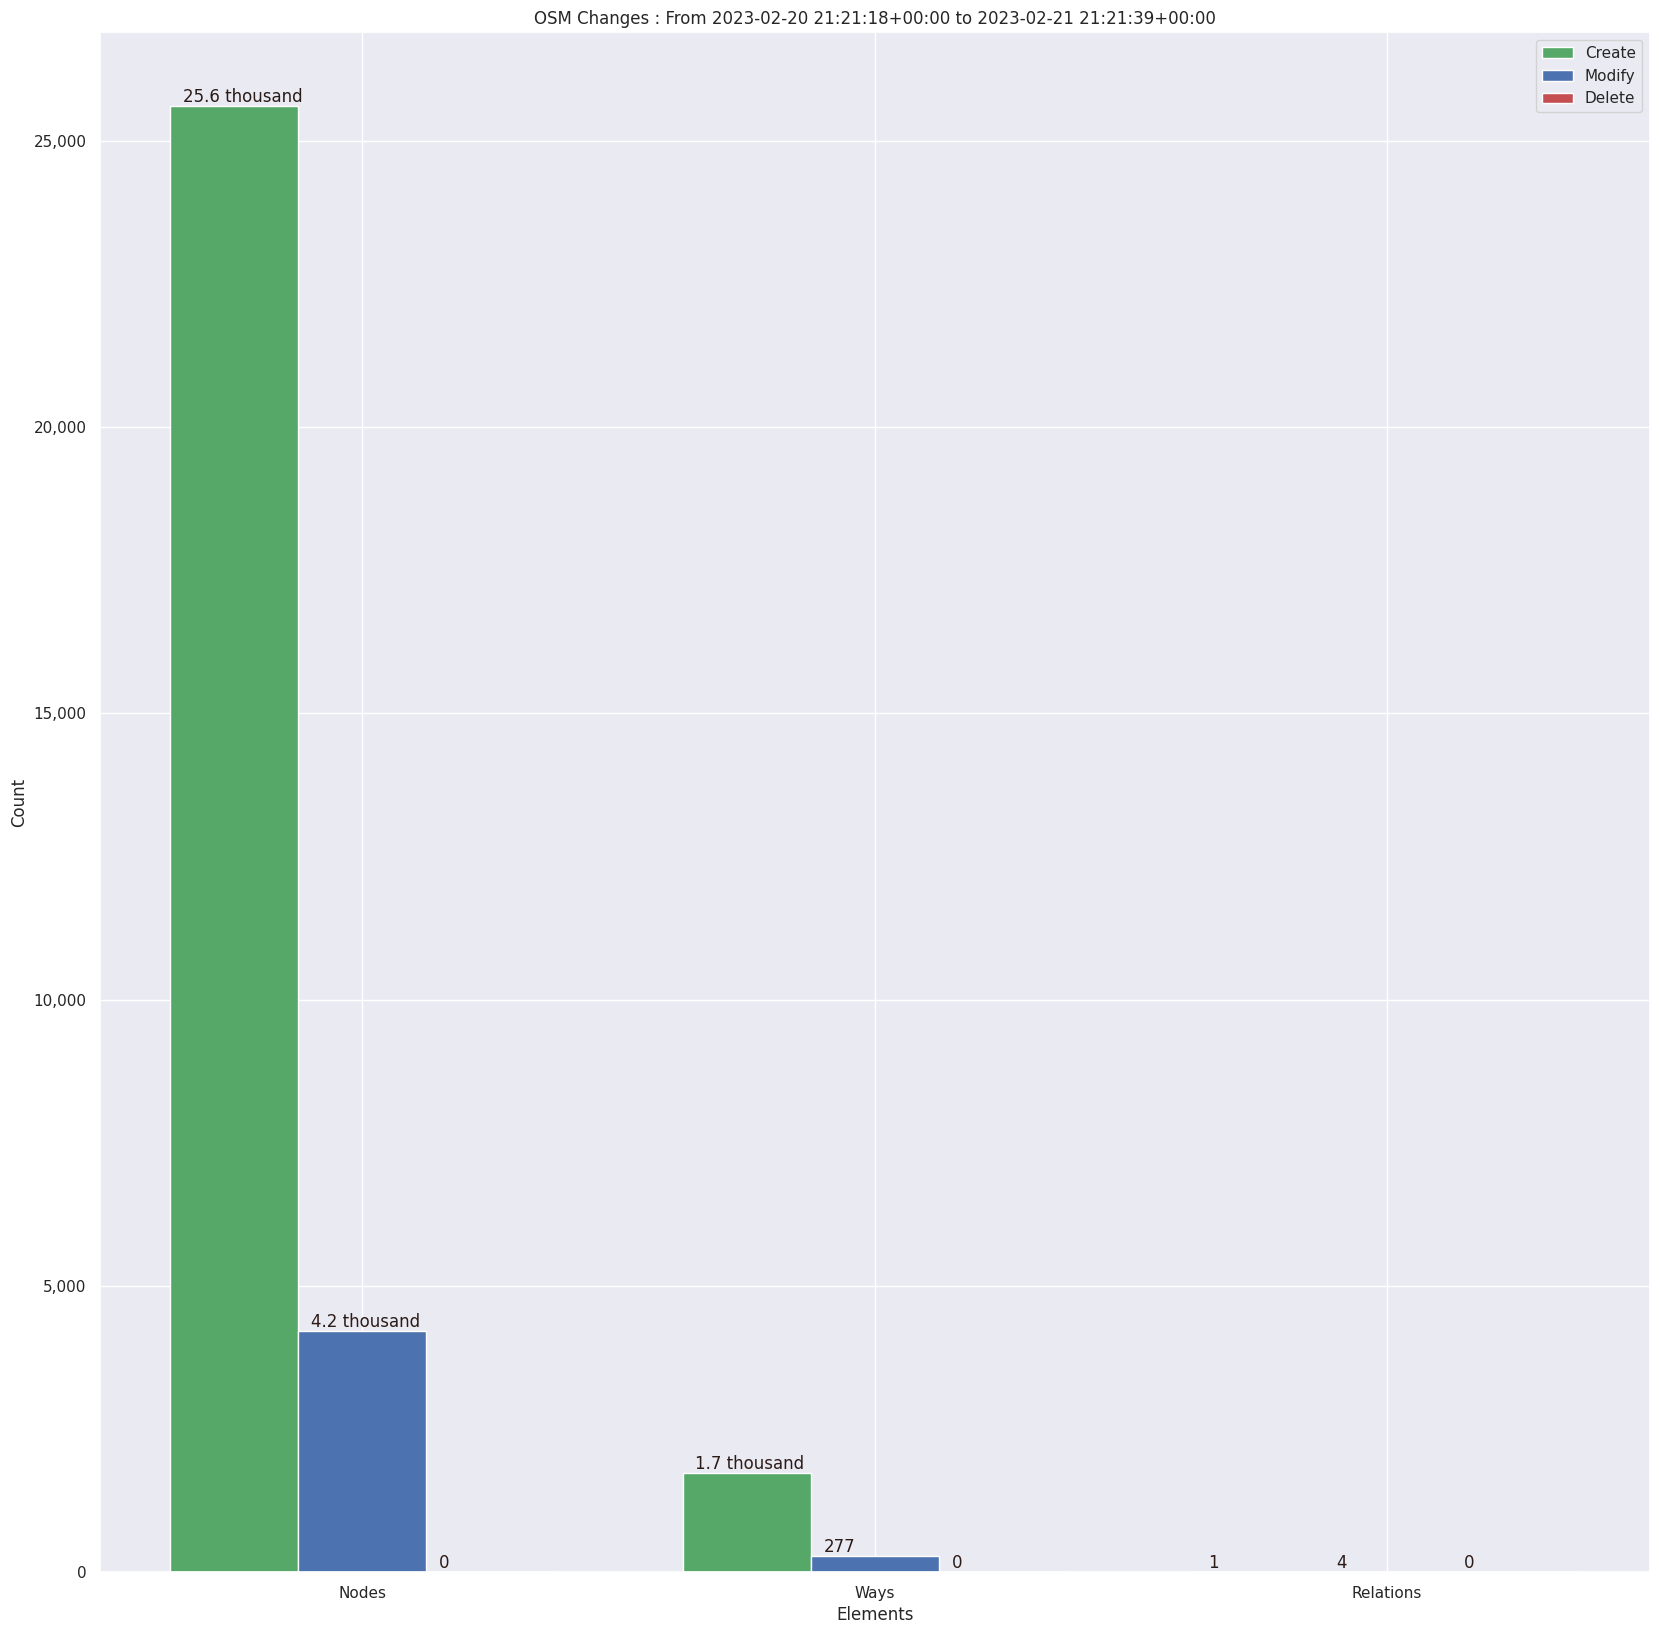 OSM Changes : From 2023-02-20 21:21:18+00:00 to 2023-02-21 21:21:39+00:00
Create
Modify
Delete
25.6 thousand
25,000
20,000
15,000
Count
10,000
5,000
4.2 thousand
1.7 thousand
277
0
0
0
1
4
0
Nodes
Ways
Relations
Elements